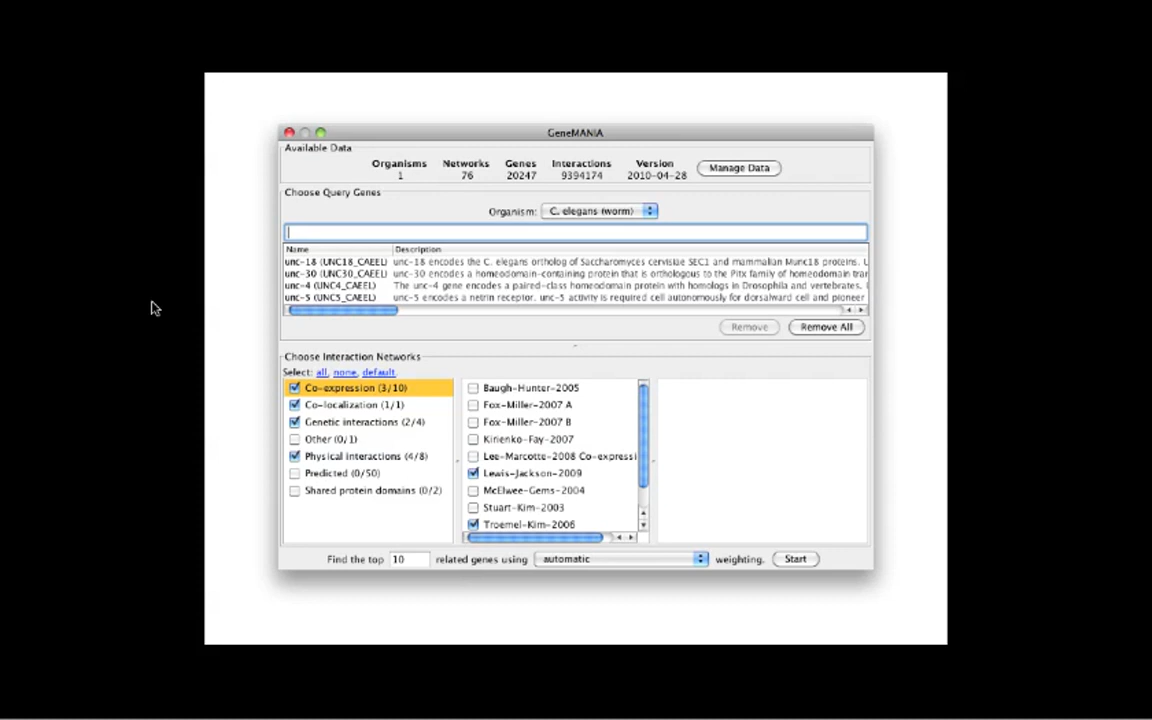 GeneMANIA
Available Data
Organisms Networks Genes Interactions Version
1 76 20247 9394174 2010-04-28
Manage Data
Choose Query Genes
Organism: C. elegans (worm)
Name Description
unc-18 (UNC18_CAEEL) unc-18 encodes the C. elegans ortholog of Saccharomyces cervisiae SEC1 and mammalian Munc18 proteins. U
unc-30 (UNC30_CAEEL) unc-30 encodes a homeodomain-containing protein that is orthologous to the Pitx family of homeodomain tran
unc-4 (UNC4_CAEEL) The unc-4 gene encodes a paired-class homeodomain protein with homologs in Drosophila and vertebrates.
unc-5 (UNC5_CAEEL) unc-5 encodes a netrin receptor. unc-5 activity is required cell autonomously for dorsalward cell and pioneer
Remove Remove All
Choose Interaction Networks
Select: all, none, default.
Co-expression (3/10)
Co-localization (1/1)
Genetic interactions (2/4)
Other (0/1)
Physical interactions (4/8)
Predicted (0/50)
Shared protein domains (0/2)
Baugh-Hunter-2005
Fox-Miller-2007 A
Fox-Miller-2007 B
Kirienko-Fay-2007
Lee-Marcotte-2008 Co-expressi
Lewis-Jackson-2009
McElwee-Gems-2004
Stuart-Kim-2003
Troemel-Kim-2006
Find the top 10 related genes using automatic weighting. Start